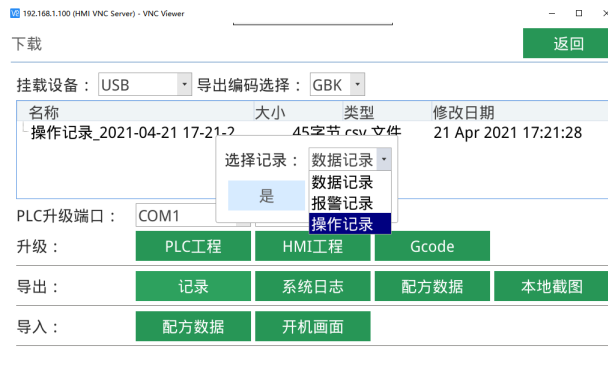 192.168.1.100 (HMI VNC Server) - VNC Viewer
下载 返回
挂载设备： USB 导出编码选择： GBK
名称 大小 类型 修改日期
操作记录_2021-04-21 17-21-2 45字节 csv 文件 21 Apr 2021 17:21:28
选择记录： 数据记录
数据记录
是 报警记录
操作记录
PLC升级端口： COM1
升级： PLC工程 HMI工程 Gcode
导出： 记录 系统日志 配方数据 本地截图
导入： 配方数据 开机画面